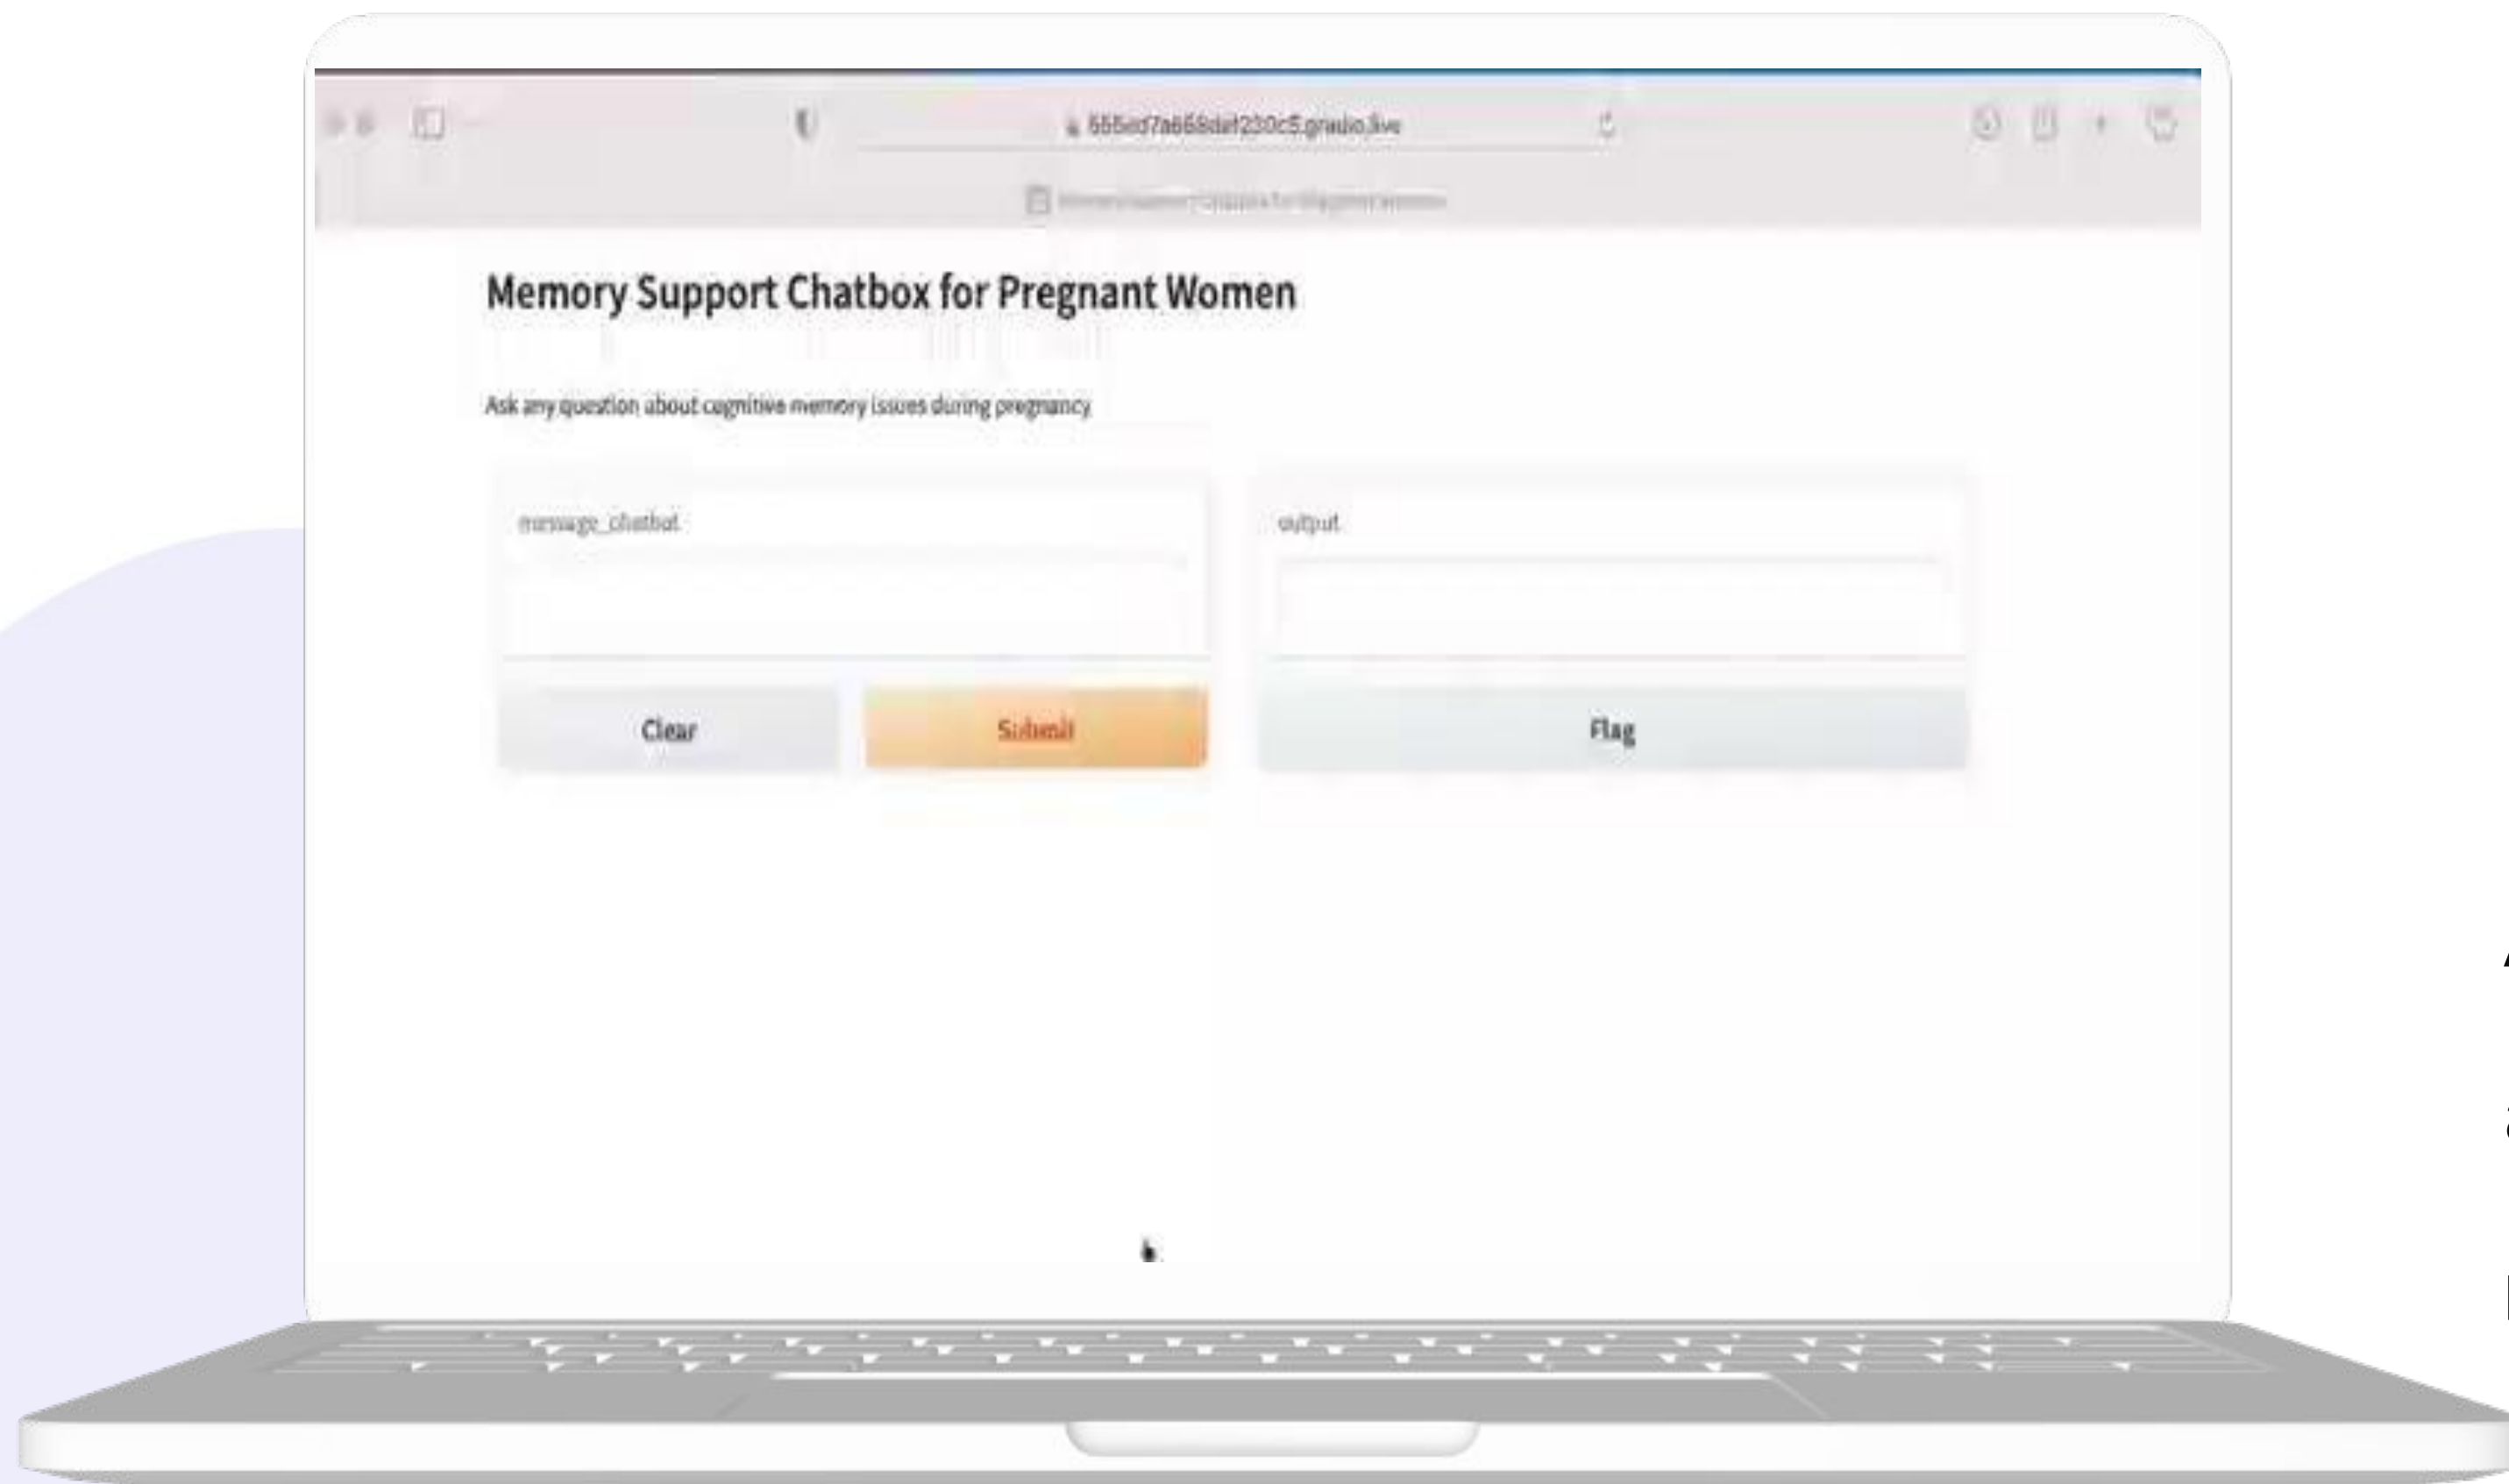 .gradio.live
for
Memory Support Chatbox for Pregnant Women
Ask any question about cognitive memory issues during pregnancy
message_chatbot
output
Clear
Submit
Flag